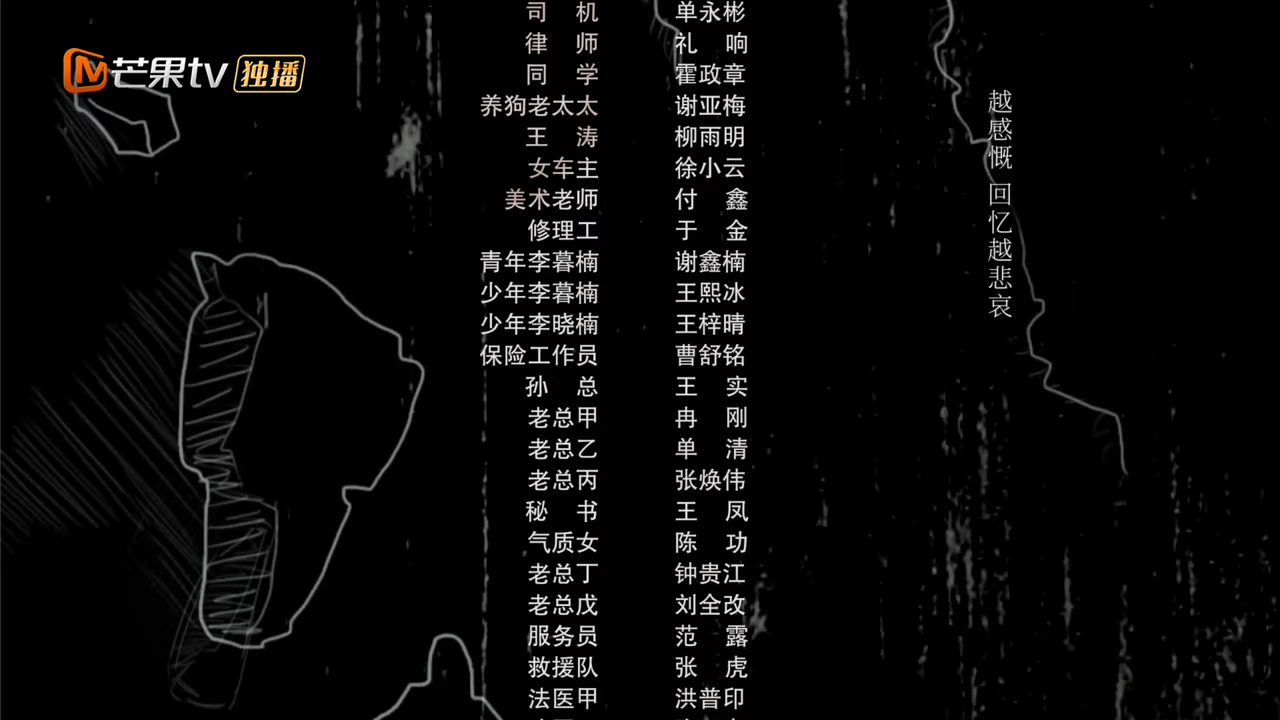 芒果tv 独播
司 机 单永彬
律 师 礼 响
同 学 霍政章
养狗老太太 谢亚梅
王 涛 柳雨明
女车主 徐小云
美术老师 付 鑫
修理工 于 金
青年李暮楠 谢鑫楠
少年李暮楠 王熙冰
少年李晓楠 王梓晴
保险工作员 曹舒铭
孙 总 王 实
老总甲 冉 刚
老总乙 单 清
老总丙 张焕伟
秘 书 王 凤
气质女 陈 功
老总丁 钟贵江
老总戊 刘全改
服务员 范 露
救援队 张 虎
法医甲 洪普印
越感慨 回忆越悲哀